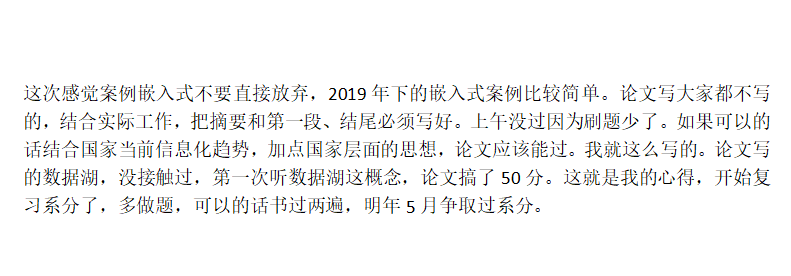 这次感觉案例嵌入式不要直接放弃，2019 年下的嵌入式案例比较简单。论文写大家都不写
的，结合实际工作，把摘要和第一段、结尾必须写好。上午没过因为刷题少了。如果可以的
话结合国家当前信息化趋势，加点国家层面的思想，论文应该能过。我就这么写的。论文写
的数据湖，没接触过，第一次听数据湖这概念，论文搞了 50 分。这就是我的心得，开始复
习系分了，多做题，可以的话书过两遍，明年 5 月争取过系分。